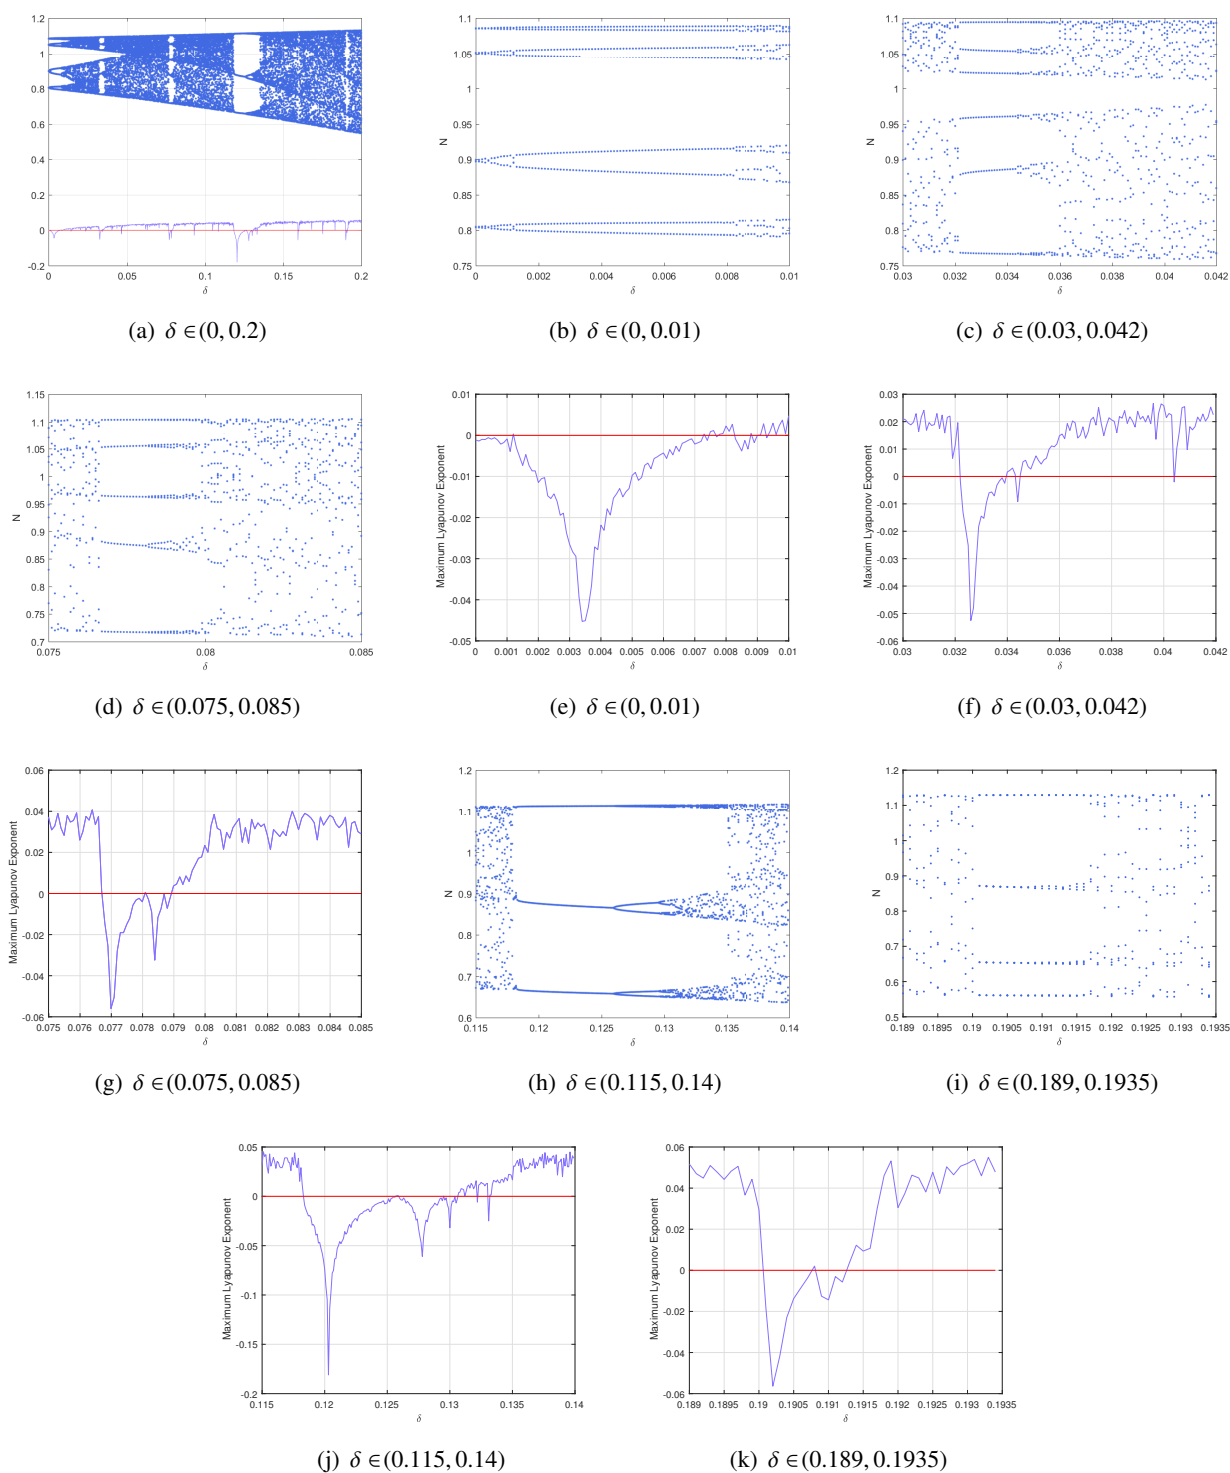 1.2
1
0.8
0.6
0.4
0.2
0
-0.2
0 0.05 0.1 0.15 0.2
δ
(a) δ ∈(0, 0.2)
1.1
1.05
1
0.95
0.9
0.85
0.8
0.75
N
0 0.002 0.004 0.006 0.008 0.01
δ
(b) δ ∈(0, 0.01)
1.1
1.05
1
0.95
0.9
0.85
0.8
0.75
N
0.03 0.032 0.034 0.036 0.038 0.04 0.042
δ
(c) δ ∈(0.03, 0.042)
1.15
1.1
1.05
1
0.95
0.9
0.85
0.8
0.75
0.7
N
0.075 0.08 0.085
δ
(d) δ ∈(0.075, 0.085)
0.01
0
-0.01
-0.02
-0.03
-0.04
-0.05
Maximum Lyapunov Exponent
0 0.001 0.002 0.003 0.004 0.005 0.006 0.007 0.008 0.009 0.01
δ
(e) δ ∈(0, 0.01)
0.03
0.02
0.01
0
-0.01
-0.02
-0.03
-0.04
-0.05
-0.06
Maximum Lyapunov Exponent
0.03 0.032 0.034 0.036 0.038 0.04 0.042
δ
(f) δ ∈(0.03, 0.042)
0.06
0.04
0.02
0
-0.02
-0.04
-0.06
Maximum Lyapunov Exponent
0.075 0.076 0.077 0.078 0.079 0.08 0.081 0.082 0.083 0.084 0.085
δ
(g) δ ∈(0.075, 0.085)
1.2
1.1
1
0.9
0.8
0.7
0.6
N
0.115 0.12 0.125 0.13 0.135 0.14
δ
(h) δ ∈(0.115, 0.14)
1.2
1.1
1
0.9
0.8
0.7
0.6
0.5
N
0.189 0.1895 0.19 0.1905 0.191 0.1915 0.192 0.1925 0.193 0.1935
δ
(i) δ ∈(0.189, 0.1935)
0.05
0
-0.05
-0.1
-0.15
-0.2
Maximum Lyapunov Exponent
0.115 0.12 0.125 0.13 0.135 0.14
δ
(j) δ ∈(0.115, 0.14)
0.06
0.04
0.02
0
-0.02
-0.04
-0.06
Maximum Lyapunov Exponent
0.189 0.1895 0.19 0.1905 0.191 0.1915 0.192 0.1925 0.193 0.1935
δ
(k) δ ∈(0.189, 0.1935)